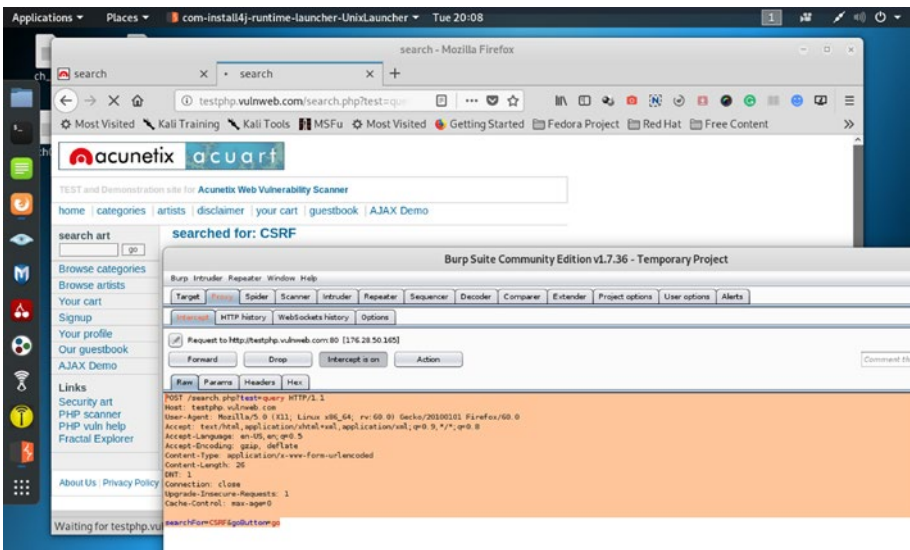 Applications ▾ Places ▾ com-install4j-runtime-launcher-UnixLauncher ▾ Tue 20:08 1
search - Mozilla Firefox
search × search × +
testphp.vulnweb.com/search.php?test=
Most Visited Kali Training Kali Tools MSFu Most Visited Getting Started Fedora Project Red Hat Free Content »
acunetix acuart
TEST and Demonstration site for Acunetix Web Vulnerability Scanner
home | categories | artists | disclaimer | your cart | guestbook | AJAX Demo
search art
go
Browse categories
Browse artists
Your cart
Signup
Your profile
Our guestbook
AJAX Demo
Links
Security art
PHP scanner
PHP vuln help
Fractal Explorer
About Us | Privacy Policy
Waiting for testphp.vul
searched for: CSRF
Burp Suite Community Edition v1.7.36 - Temporary Project
Burp Intruder Repeater Window Help
Target Proxy Spider Scanner Intruder Repeater Sequencer Decoder Comparer Extender Project options User options Alerts
Intercept HTTP history WebSockets history Options
Request to http://testphp.vulnweb.com:80 [176.28.50.165]
Forward Drop Intercept is on Action Comment th
Raw Params Headers Hex
POST /search.php?test=query HTTP/1.1
Host: testphp.vulnweb.com
User-Agent: Mozilla/5.0 (X11; Linux x86_64; rv:60.0) Gecko/20100101 Firefox/60.0
Accept: text/html,application/xhtml+xml,application/xml;q=0.9,*/*;q=0.8
Accept-Language: en-US,en;q=0.5
Accept-Encoding: gzip, deflate
Content-Type: application/x-www-form-urlencoded
Content-Length: 26
DNT: 1
Connection: close
Upgrade-Insecure-Requests: 1
Cache-Control: max-age=0
searchFor=CSRF&goButton=go